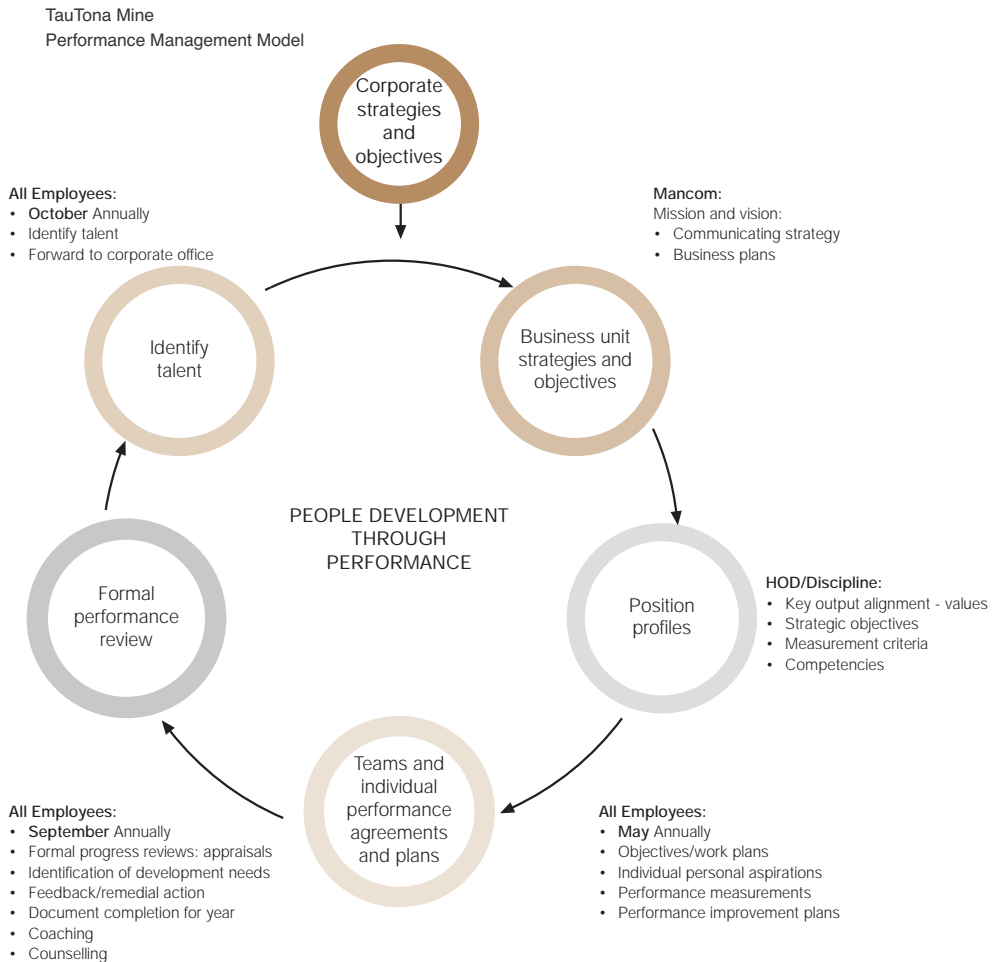 TauTona Mine
Performance Management Model
Corporate
strategies
and
objectives
All Employees:
• October Annually
• Identify talent
• Forward to corporate office
Mancom:
Mission and vision:
• Communicating strategy
• Business plans
Identify
talent
Business unit
strategies and
objectives
PEOPLE DEVELOPMENT
THROUGH
PERFORMANCE
Formal
performance
review
Position
profiles
HOD/Discipline:
• Key output alignment - values
• Strategic objectives
• Measurement criteria
• Competencies
Teams and
individual
performance
agreements
and plans
All Employees:
• September Annually
• Formal progress reviews: appraisals
• Identification of development needs
• Feedback/remedial action
• Document completion for year
• Coaching
• Counselling
All Employees:
• May Annually
• Objectives/work plans
• Individual personal aspirations
• Performance measurements
• Performance improvement plans